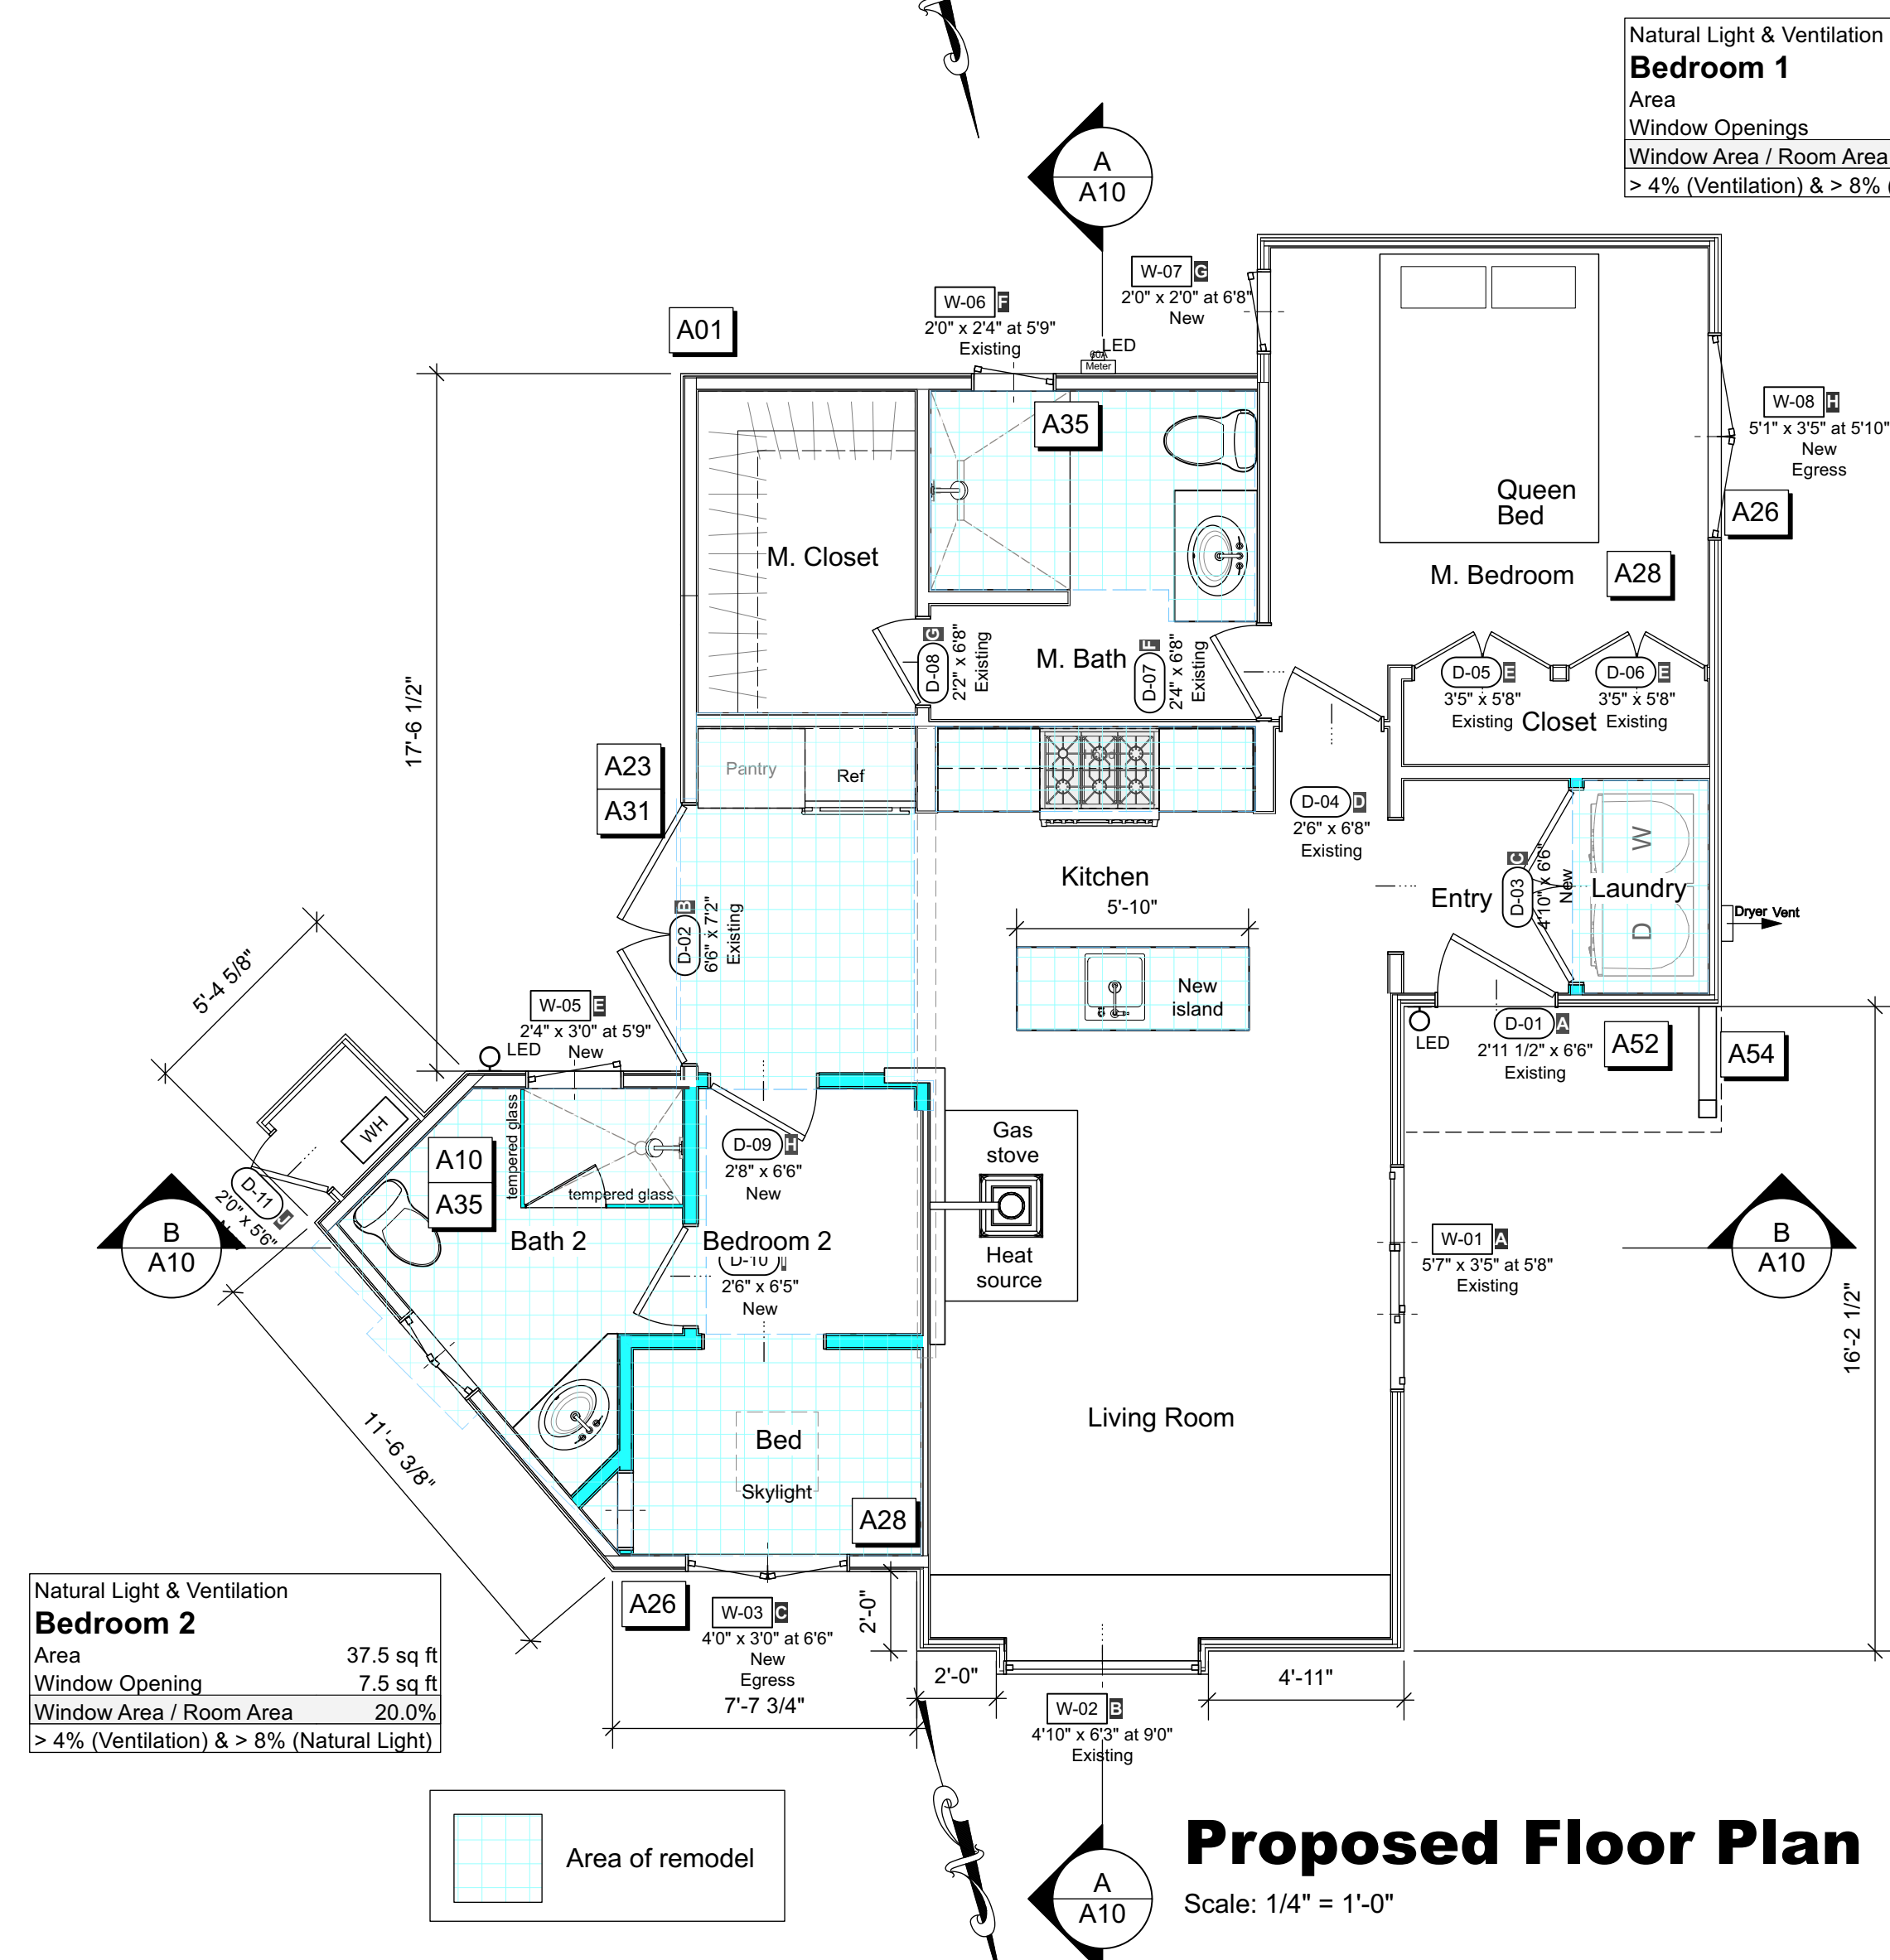 Natural Light & Ventilation
Bedroom 1
Area
Window Openings
Window Area / Room Area
> 4% (Ventilation) & > 8%
A
A10
W-07 G
2'0" x 2'0" at 6'8"
New
W-06 F
2'0" x 2'4" at 5'9"
Existing
A01
LED
60A
Meter
W-08 H
5'1" x 3'5" at 5'10"
New
Egress
A35
A26
Queen
Bed
M. Closet
M. Bedroom
A28
M. Bath
D-08 G
2'2" x 6'8"
Existing
D-07 F
2'4" x 6'8"
Existing
D-05 E
3'5" x 5'8"
Existing
D-06 E
3'5" x 5'8"
Existing
Closet
17'-6 1/2"
A23
A31
Pantry
Ref
D-04 D
2'6" x 6'8"
Existing
Kitchen
5'-10"
Entry
D-03 C
4'10" x 6'6"
New
Laundry
W
D
Dryer Vent
D-02 B
6'6" x 7'2"
Existing
New
island
5'-4 5/8"
W-05 E
2'4" x 3'0" at 5'9"
New
LED
LED
D-01 A
2'11 1/2" x 6'6"
Existing
A52
A54
WH
tempered glass
tempered glass
A10
A35
D-09 H
2'8" x 6'6"
New
Gas
stove
Heat
source
D-11 J
2'0" x 5'6"
B
A10
Bath 2
Bedroom 2
D-10
2'6" x 6'5"
New
W-01 A
5'7" x 3'5" at 5'8"
Existing
B
A10
16'-2 1/2"
11'-6 3/8"
Living Room
Bed
Skylight
A28
Natural Light & Ventilation
Bedroom 2
Area 37.5 sq ft
Window Opening 7.5 sq ft
Window Area / Room Area 20.0%
> 4% (Ventilation) & > 8% (Natural Light)
A26
W-03 C
4'0" x 3'0" at 6'6"
New
Egress
7'-7 3/4"
2'-0"
2'-0"
4'-11"
W-02 B
4'10" x 6'3" at 9'0"
Existing
Area of remodel
A
A10
Proposed Floor Plan
Scale: 1/4" = 1'-0"